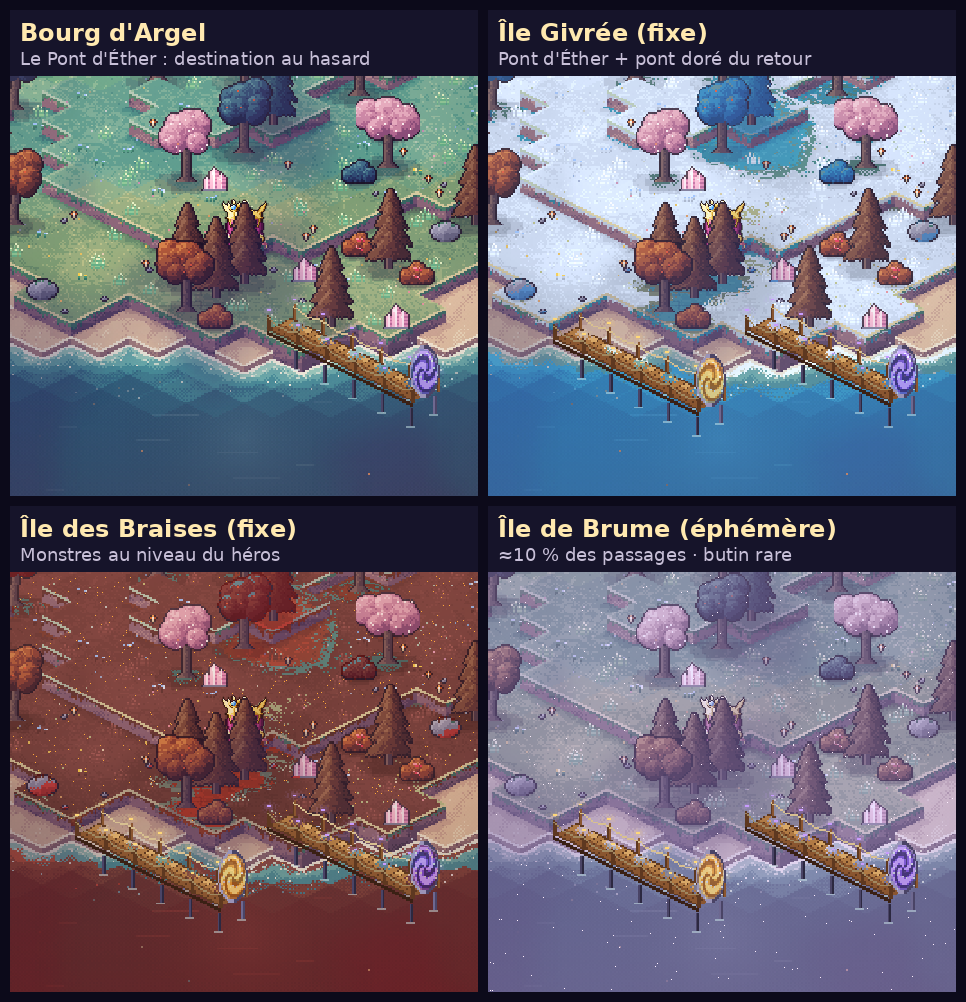 Bourg d'Argel
Le Pont d'Éther : destination au hasard
Île Givrée (fixe)
Pont d'Éther + pont doré du retour
Île des Braises (fixe)
Monstres au niveau du héros
Île de Brume (éphémère)
≈10 % des passages · butin rare